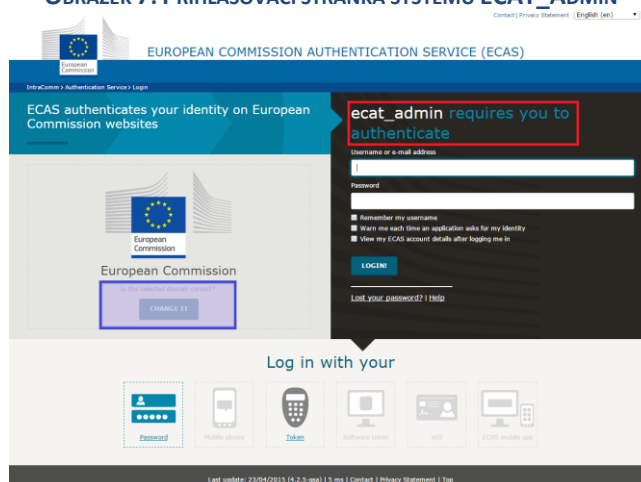 OBRÁZEK 7: PŘIHLAŠOVACÍ STRÁNKA SYSTÉMU ECAT_ADMIN
Contact | Privacy Statement | English (en)
EUROPEAN COMMISSION AUTHENTICATION SERVICE (ECAS)
European
Commission
IntraComm > Authentication Service > Login
ECAS authenticates your identity on European
Commission websites
European
Commission
European Commission
Is the selected domain correct?
CHANGE IT
ecat_admin requires you to
authenticate
Username or e-mail address
Password
Remember my username
Warn me each time an application asks for my identity
View my ECAS account details after logging me in
LOGIN!
Lost your password? | Help
Log in with your
Password
Mobile phone
Token
Software token
eID
ECAS mobile app
Last update: 23/04/2015 (4.2.5-gsa) | 5 ms | Contact | Privacy Statement | Top